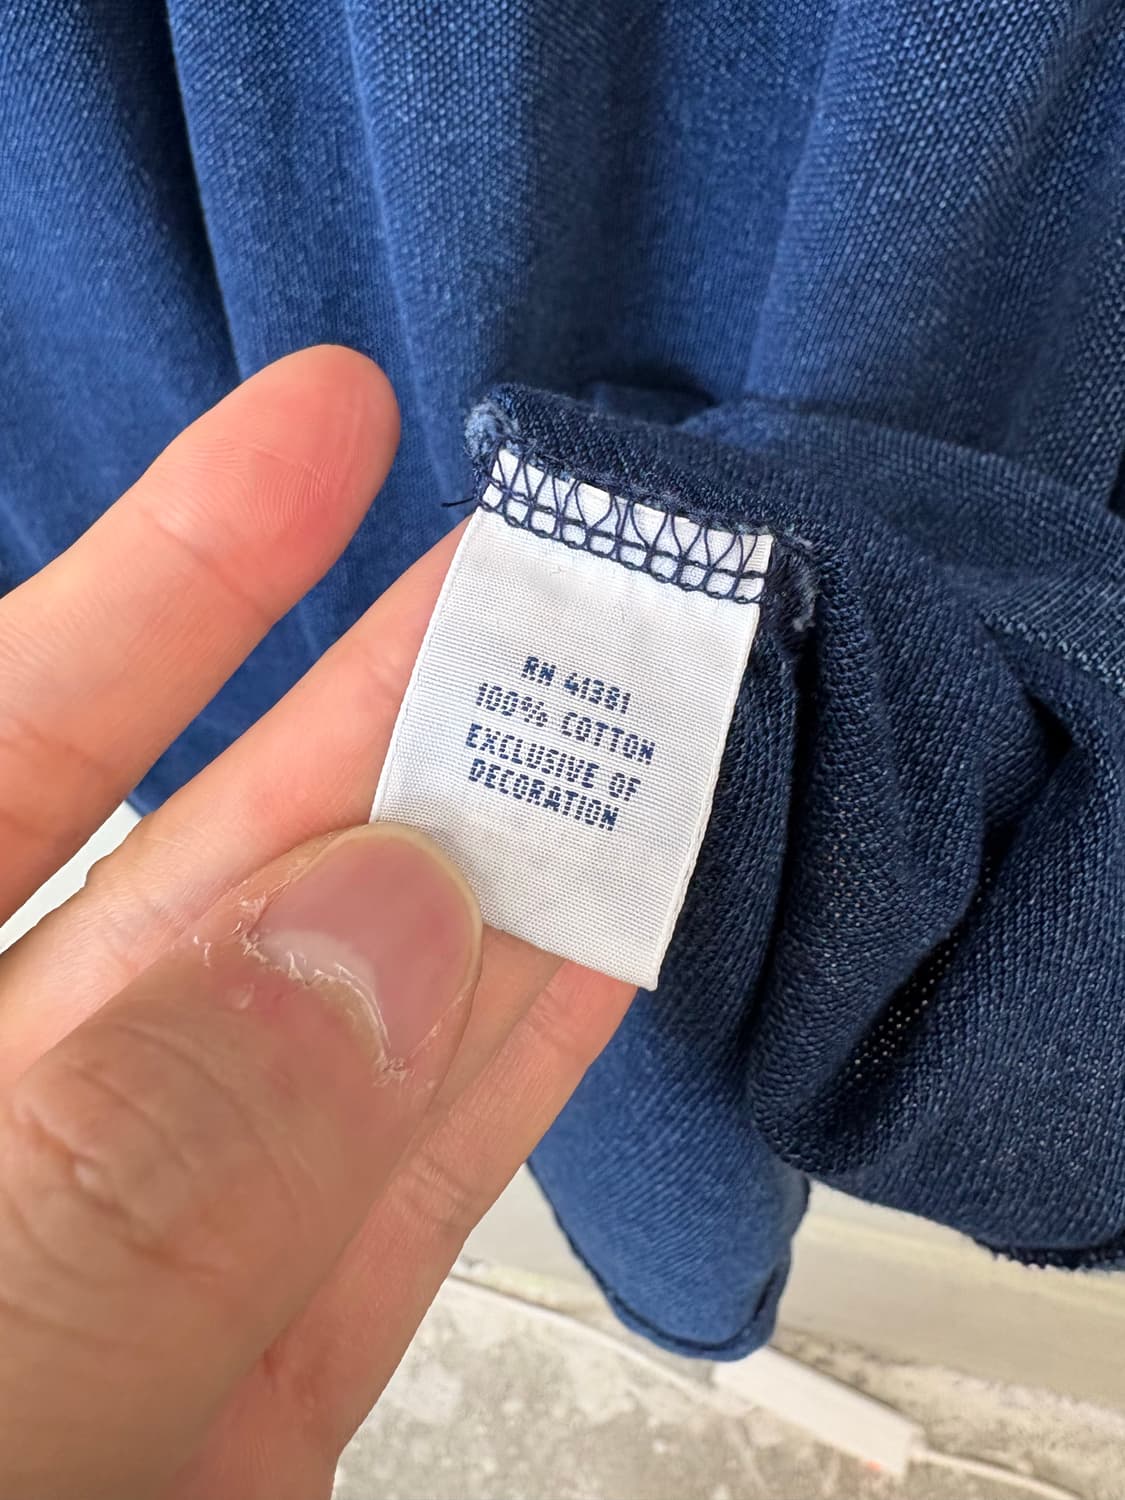 RN 41381
100% COTTON
EXCLUSIVE OF
DECORATION